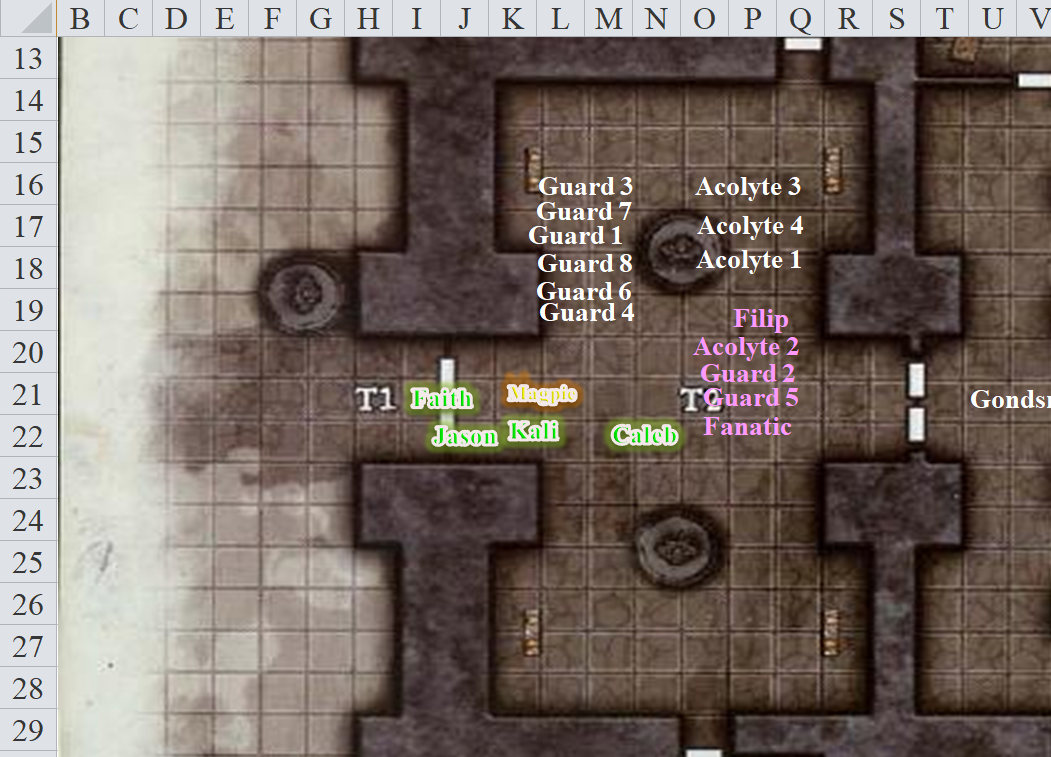 B C D E F G H I J K L M N O P Q R S T U V
13
14
15
16 Guard 3 Acolyte 3
Guard 7
17 Guard 1 Acolyte 4
18 Guard 8 Acolyte 1
Guard 6
19 Guard 4 Filip
20 Acolyte 2
Guard 2
21 T1 Faith Magpie T2 Guard 5 Gondsm
22 Jason Kali Caleb Fanatic
23
24
25
26
27
28
29